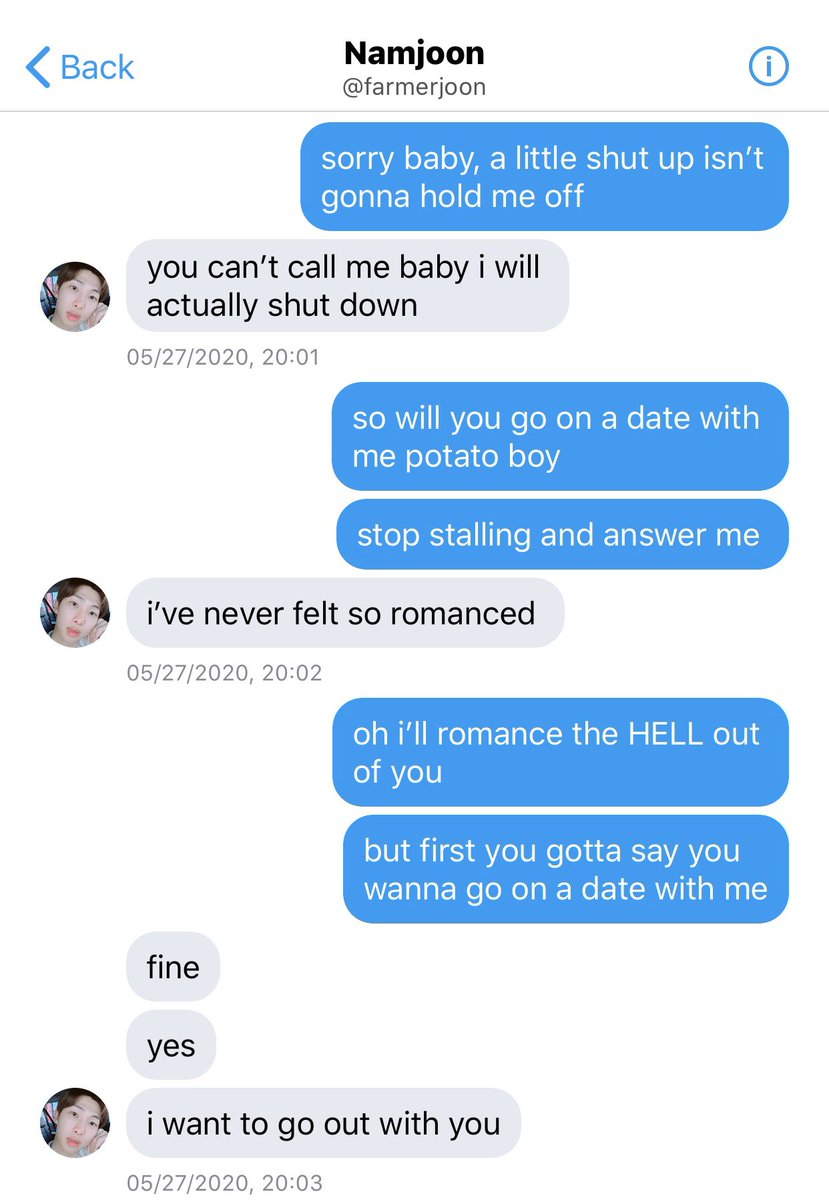 Back
Namjoon
@farmerjoon
sorry baby, a little shut up isn’t
gonna hold me off
you can’t call me baby i will
actually shut down
05/27/2020, 20:01
so will you go on a date with
me potato boy
stop stalling and answer me
i’ve never felt so romanced
05/27/2020, 20:02
oh i’ll romance the HELL out
of you
but first you gotta say you
wanna go on a date with me
fine
yes
i want to go out with you
05/27/2020, 20:03